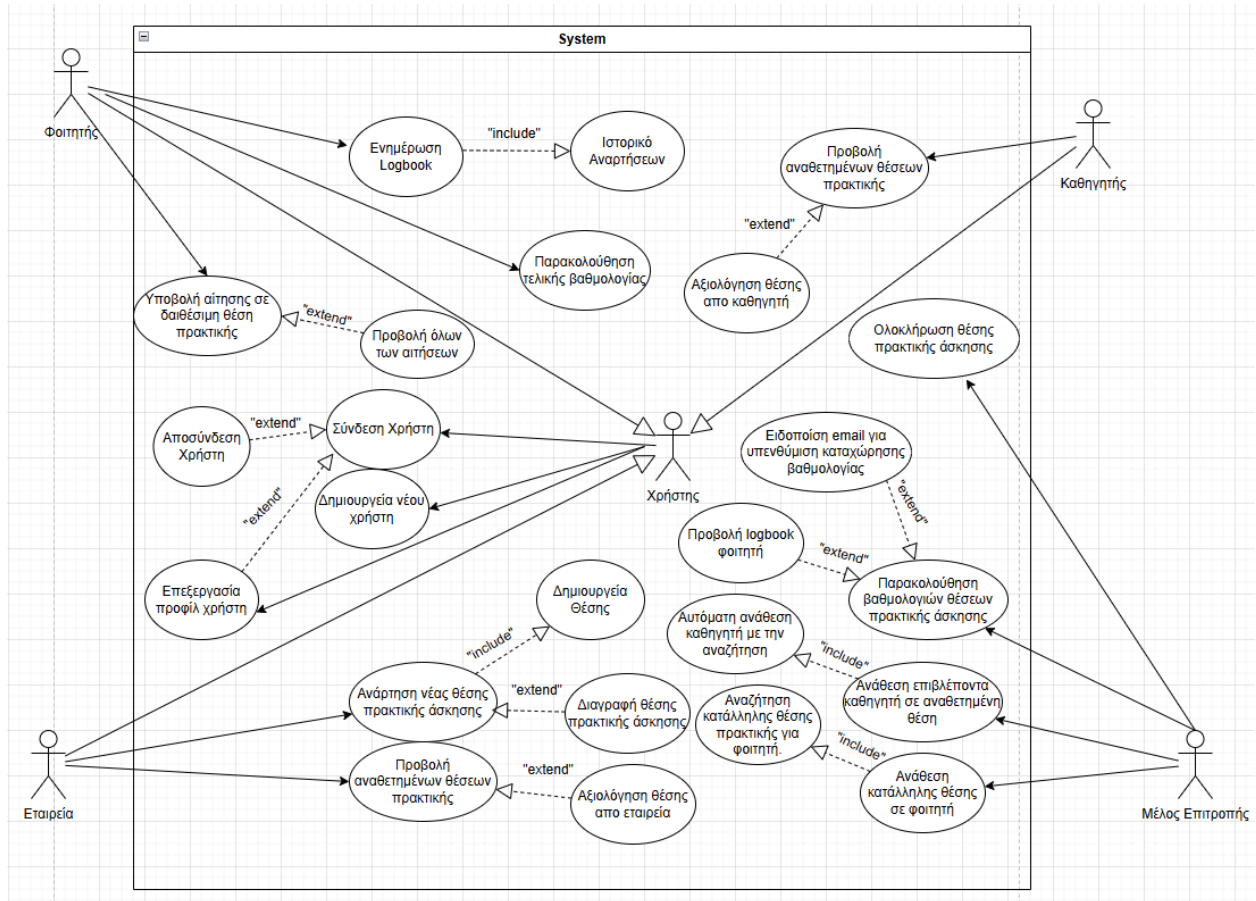 System
Φοιτητής
Ενημέρωση
Logbook
"include"
Ιστορικό
Αναρτήσεων
Προβολή
αναθετημένων θέσεων
πρακτικής
Καθηγητής
"extend"
Αξιολόγηση θέσης
απο καθηγητή
Παρακολούθηση
τελικής βαθμολογίας
Υποβολή αίτησης σε
δαιθέσιμη θέση
πρακτικής
"extend"
Προβολή όλων
των αιτήσεων
Ολοκλήρωση θέσης
πρακτικής άσκησης
Αποσύνδεση
Χρήστη
"extend"
Σύνδεση Χρήστη
Δημιουργεία νέου
χρήστη
"extend"
Επεξεργασία
προφίλ χρήστη
Χρήστης
Ειδοποίση email για
υπενθύμιση καταχώρησης
βαθμολογίας
"extend"
Προβολή logbook
φοιτητή
"extend"
Παρακολούθηση
βαθμολογιών θέσεων
πρακτικής άσκησης
Δημιουργεία
Θέσης
"include"
Αυτόματη ανάθεση
καθηγητή με την
αναζήτηση
"include"
Ανάθεση επιβλέποντα
καθηγητή σε αναθετημένη
θέση
Ανάρτηση νέας θέσης
πρακτικής άσκησης
"extend"
Διαγραφή θέσης
πρακτικής άσκησης
Αναζήτηση
κατάλληλης θέσης
πρακτικής για
φοιτητή.
"include"
Ανάθεση
κατάλληλης θέσης
σε φοιτητή
Προβολή
αναθετημένων θέσεων
πρακτικής
"extend"
Αξιολόγηση θέσης
απο εταιρεία
Εταιρεία
Μέλος Επιτροπής